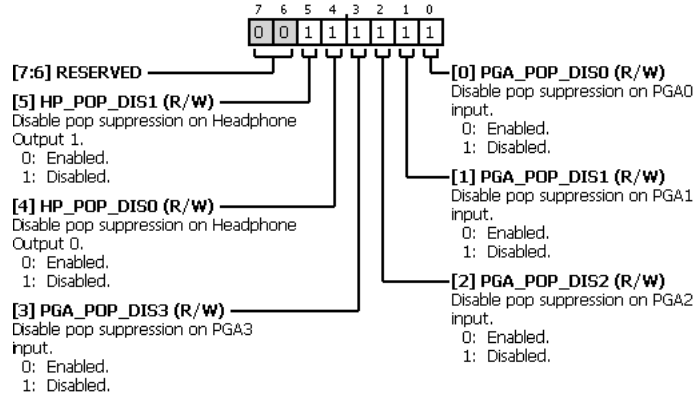 7 6 5 4 3 2 1 0
0 0 1 1 1 1 1 1
[7:6] RESERVED
[5] HP_POP_DIS1 (R/W)
Disable pop suppression on Headphone
Output 1.
0: Enabled.
1: Disabled.
[4] HP_POP_DIS0 (R/W)
Disable pop suppression on Headphone
Output 0.
0: Enabled.
1: Disabled.
[3] PGA_POP_DIS3 (R/W)
Disable pop suppression on PGA3
input.
0: Enabled.
1: Disabled.
[0] PGA_POP_DIS0 (R/W)
Disable pop suppression on PGA0
input.
0: Enabled.
1: Disabled.
[1] PGA_POP_DIS1 (R/W)
Disable pop suppression on PGA1
input.
0: Enabled.
1: Disabled.
[2] PGA_POP_DIS2 (R/W)
Disable pop suppression on PGA2
input.
0: Enabled.
1: Disabled.